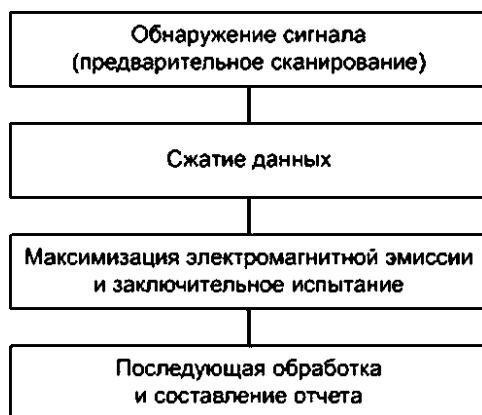 Обнаружение сигнала
(предварительное сканирование)
Сжатие данных
Максимизация электромагнитной эмиссии
и заключительное испытание
Последующая обработка
и составление отчета